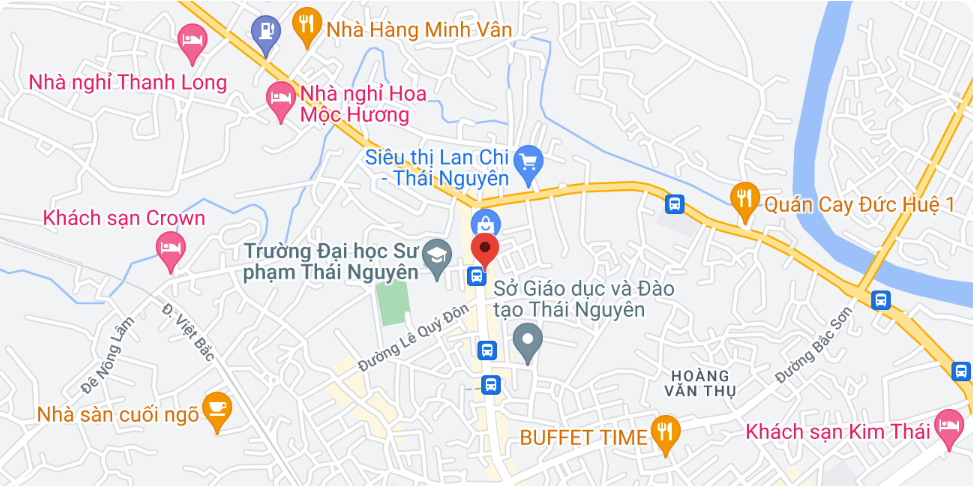 Nhà Hàng Minh Vân
Nhà nghỉ Thanh Long
Nhà nghỉ Hoa
Mộc Hương
Siêu thị Lan Chi
- Thái Nguyên
Quán Cay Đức Huệ 1
Khách sạn Crown
Trường Đại học Sư
phạm Thái Nguyên
Sở Giáo dục và Đào
tạo Thái Nguyên
Đ. Việt Bắc
Đê Nông Lâm
Đường Lê Quý Đôn
Đường Bắc Sơn
HOÀNG
VĂN THỤ
Nhà sàn cuối ngõ
BUFFET TIME
Khách sạn Kim Thái